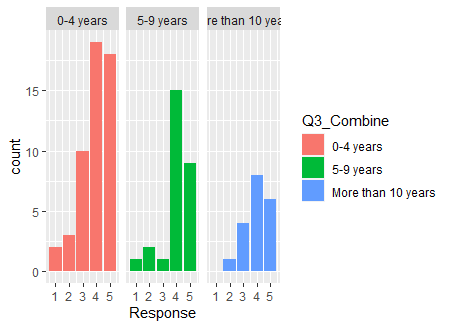 0-4 years
5-9 years
re than 10 yea
count
15
10
5
0
1 2 3 4 5
1 2 3 4 5
1 2 3 4 5
Response
Q3_Combine
0-4 years
5-9 years
More than 10 years